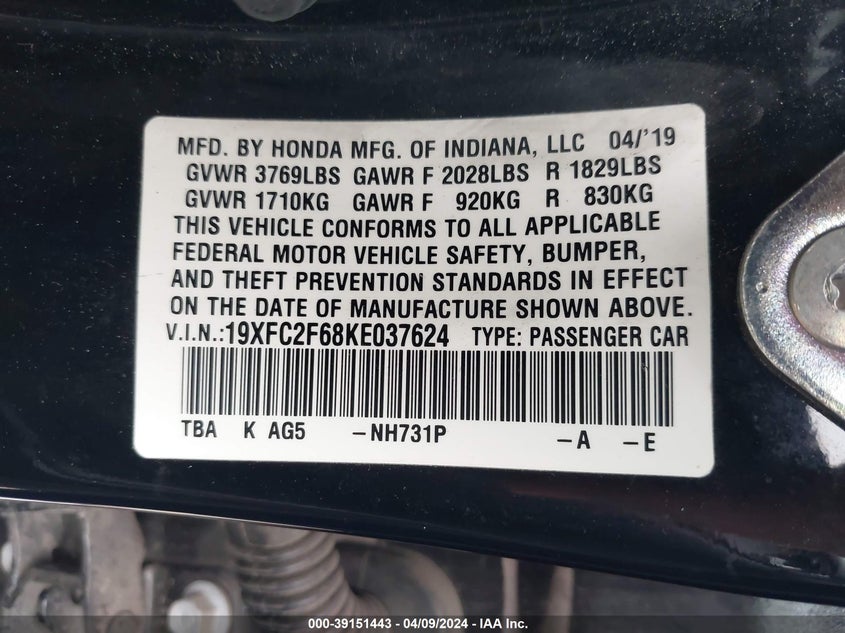 MFD. BY HONDA MFG. OF INDIANA, LLC 04/'19
GVWR 3769LBS GAWR F 2028LBS R 1829LBS
GVWR 1710KG GAWR F 920KG R 830KG
THIS VEHICLE CONFORMS TO ALL APPLICABLE
FEDERAL MOTOR VEHICLE SAFETY, BUMPER,
AND THEFT PREVENTION STANDARDS IN EFFECT
ON THE DATE OF MANUFACTURE SHOWN ABOVE.
V.I.N.:19XFC2F68KE037624 TYPE: PASSENGER CAR
TBA K AG5 –NH731P –A –E
000-39151443 - 04/09/2024 - IAA Inc.